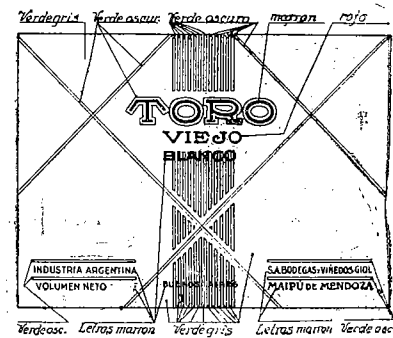 Verdegris Verde oscur. Verde oscuro marron rojo
TORO
VIEJO
BLANCO
INDUSTRIA ARGENTINA
VOLUMEN NETO
BUENOS AIRES
S.A. BODEGAS Y VIÑEDOS GIOL
MAIPÚ DE MENDOZA
Verde osc. Letras marron Verdegris Letras marron Verde osc